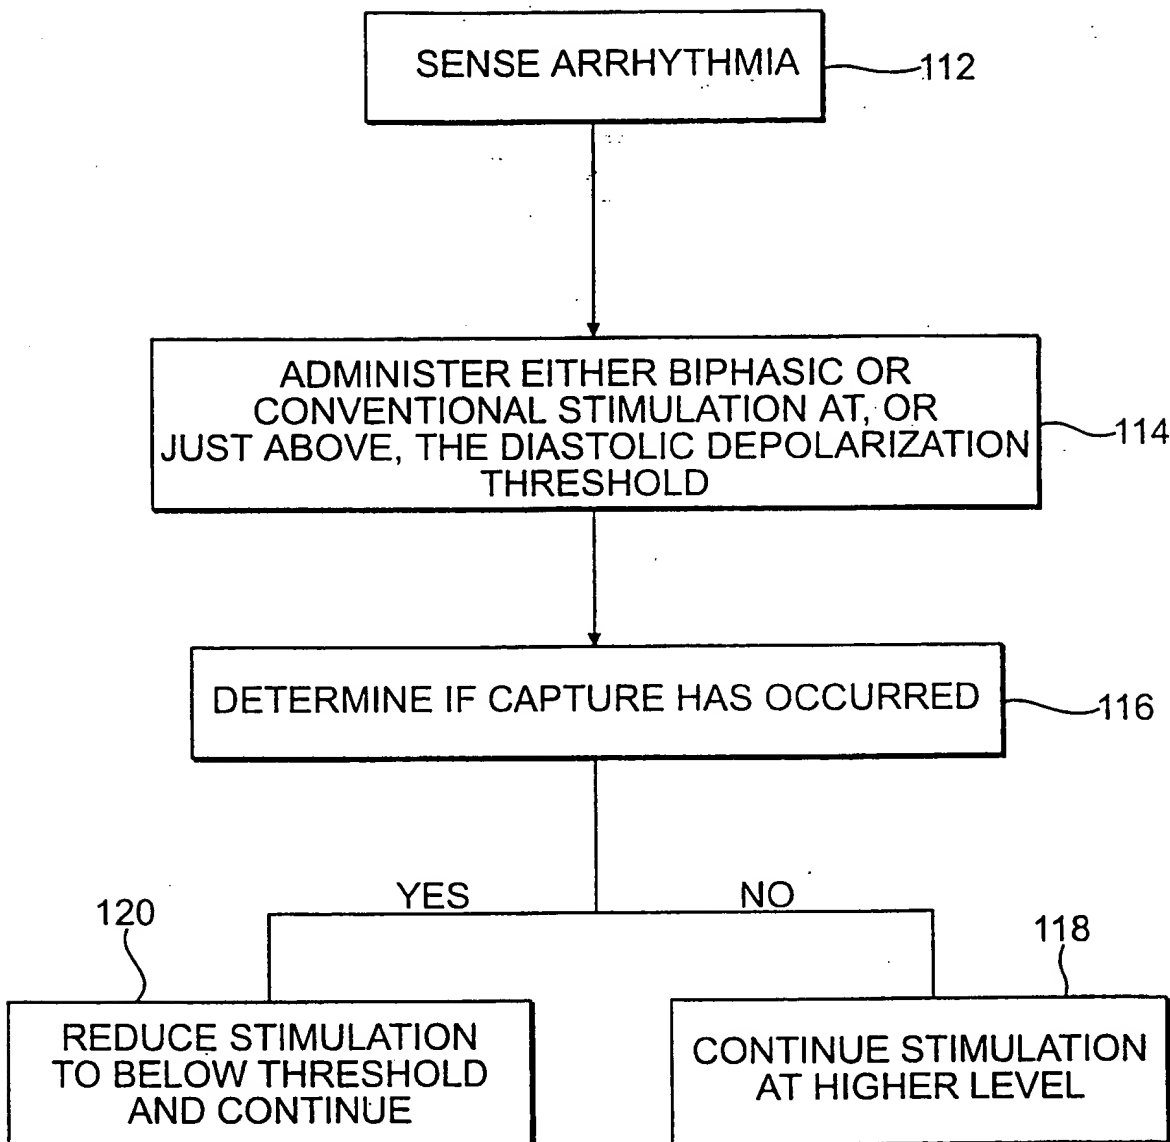 SENSE ARRHYTHMIA
112
ADMINISTER EITHER BIPHASIC OR
CONVENTIONAL STIMULATION AT, OR
JUST ABOVE, THE DIASTOLIC DEPOLARIZATION
THRESHOLD
114
DETERMINE IF CAPTURE HAS OCCURRED
116
YES
NO
120
118
REDUCE STIMULATION
TO BELOW THRESHOLD
AND CONTINUE
CONTINUE STIMULATION
AT HIGHER LEVEL